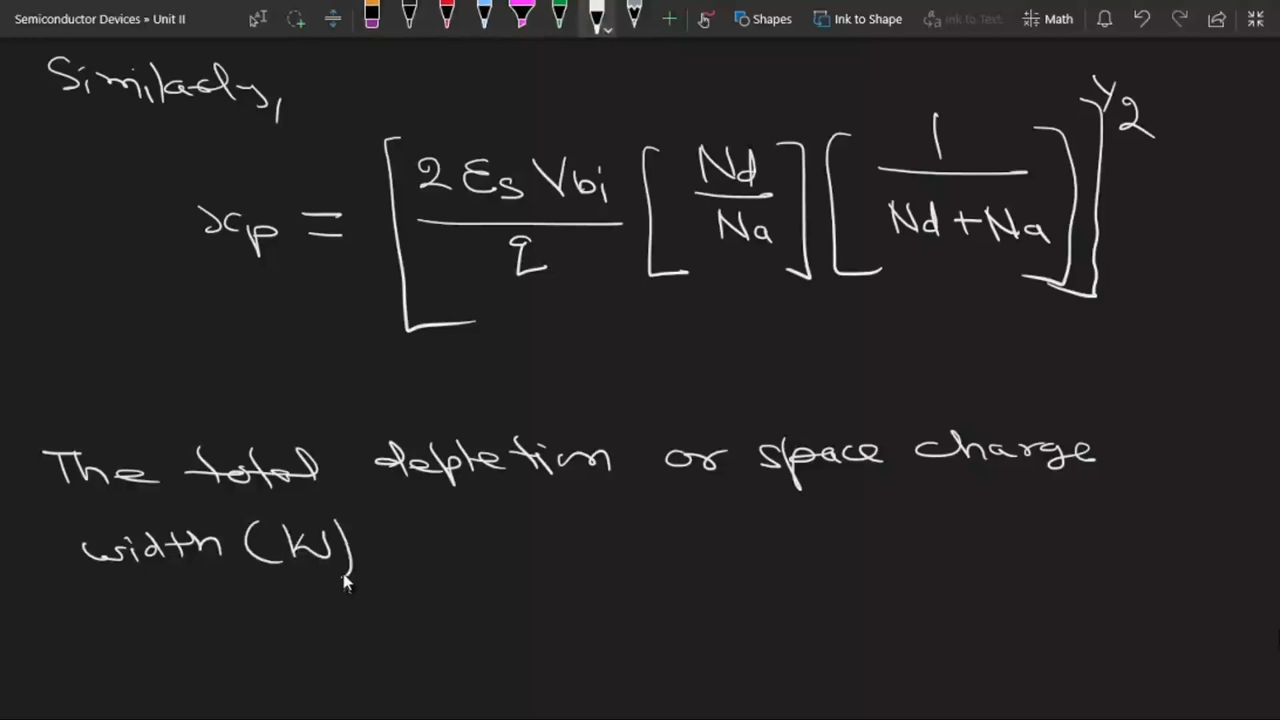 Semiconductor Devices » Unit II
Shapes
Ink to Shape
Ink to Text
Math
Similarly,
xp = [2 Es Vbi / q [Nd / Na] [1 / Nd + Na]]^1/2
The total depletion or space charge
width (W)